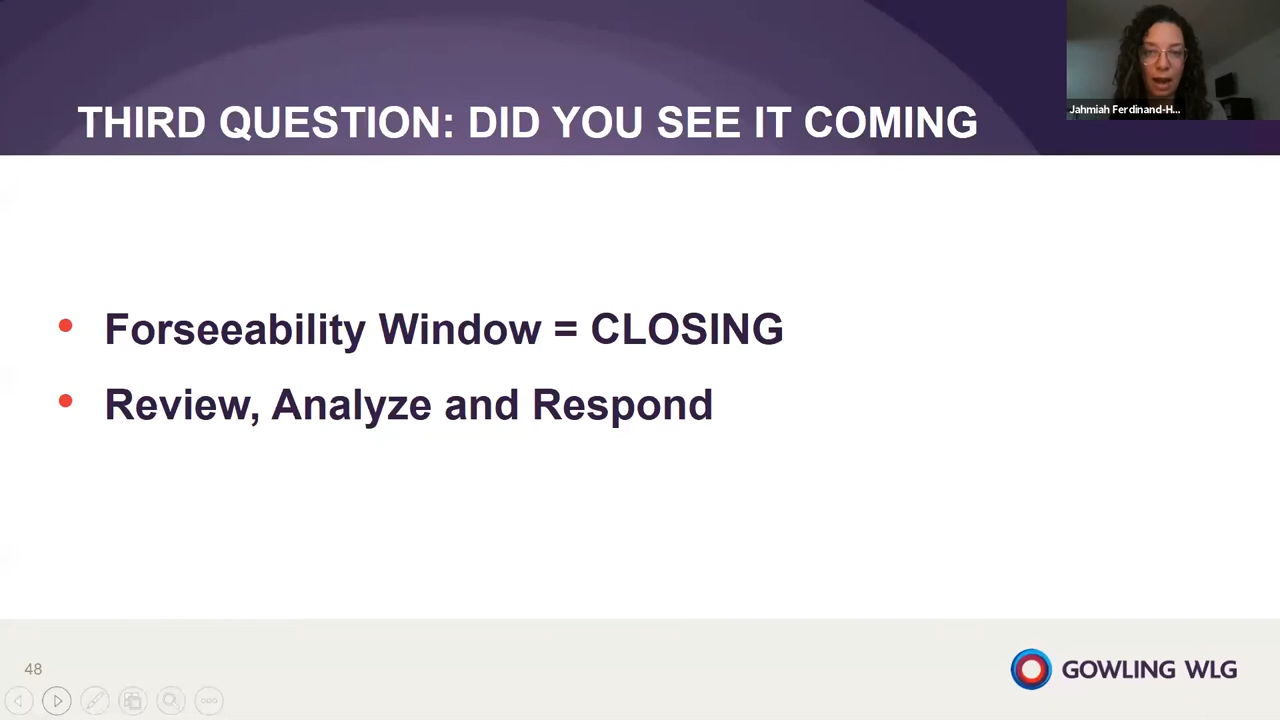 THIRD QUESTION: DID YOU SEE IT COMING
Jahmiah Ferdinand-H...
Forseeability Window = CLOSING
Review, Analyze and Respond
48
GOWLING WLG